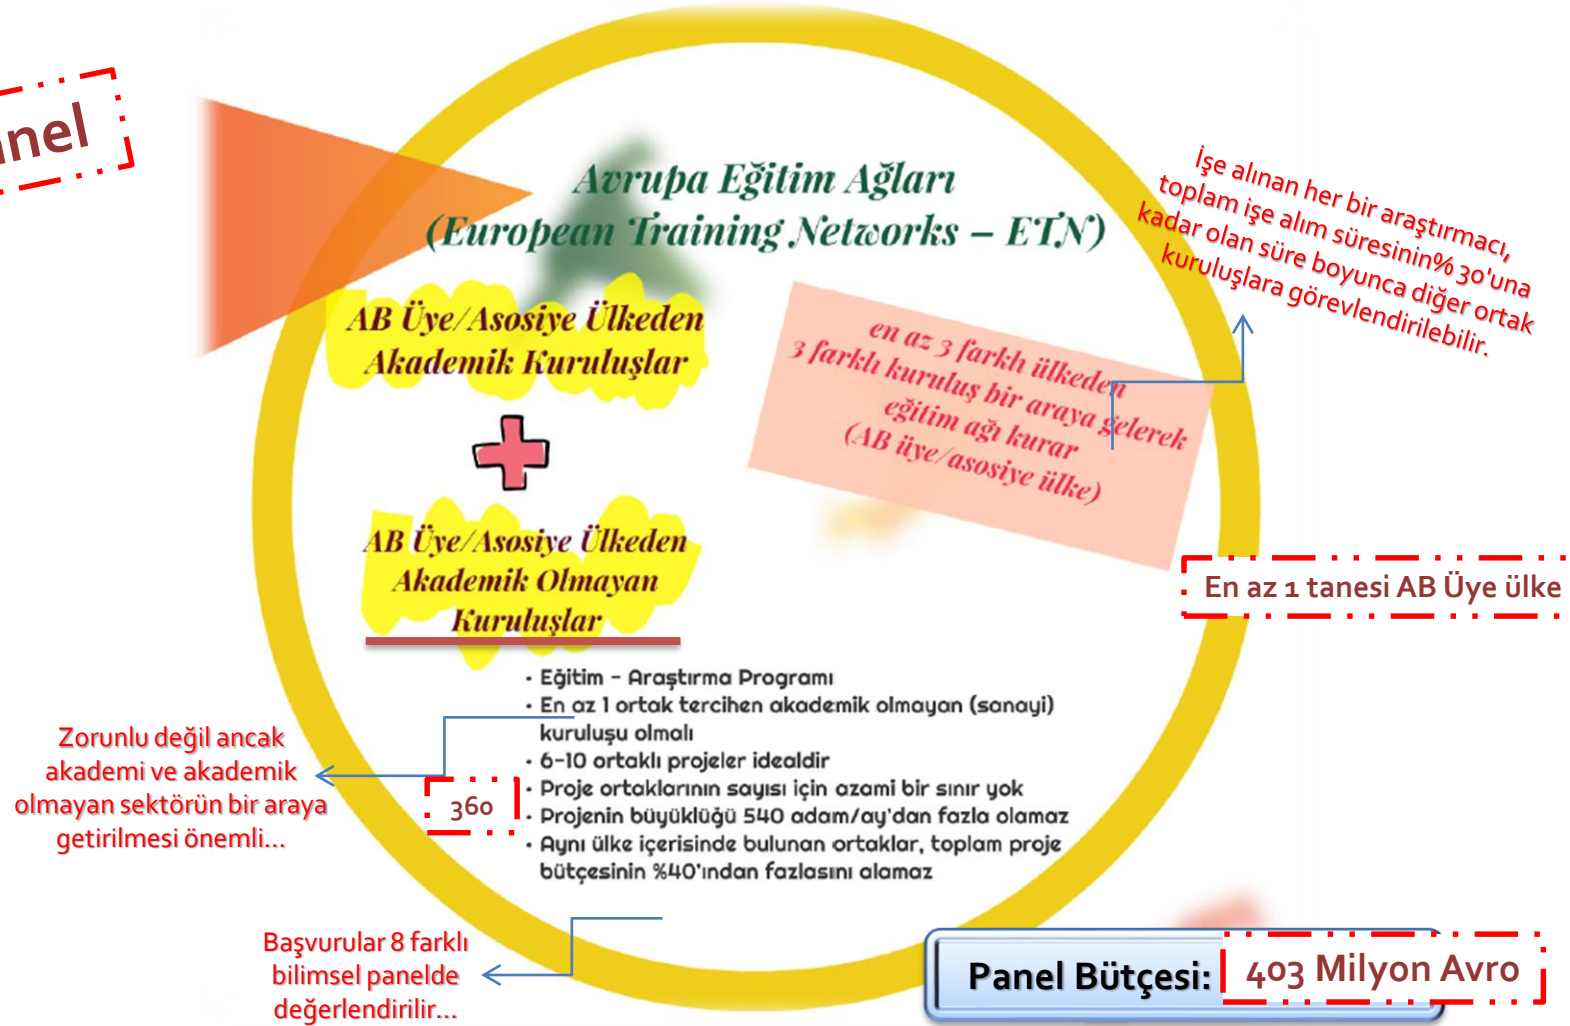 Avrupa Eğitim Ağları
(European Training Networks – ETN)
İşe alınan her bir araştırmacı,
toplam işe alım süresinin% 30'una
kadar olan süre boyunca diğer ortak
kuruluşlara görevlendirilebilir.
AB Üye/Asosiye Ülkeden
Akademik Kuruluşlar
en az 3 farklı ülkeden
3 farklı kuruluş bir araya gelerek
eğitim ağı kurar
(AB üye/asosiye ülke)
AB Üye/Asosiye Ülkeden
Akademik Olmayan
Kuruluşlar
En az 1 tanesi AB Üye ülke
• Eğitim – Araştırma Programı
• En az 1 ortak tercihen akademik olmayan (sanayi)
kuruluşu olmalı
• 6-10 ortaklı projeler idealdir
• Proje ortaklarının sayısı için azami bir sınır yok
• Projenin büyüklüğü 540 adam/ay'dan fazla olamaz
• Aynı ülke içerisinde bulunan ortaklar, toplam proje
bütçesinin %40'ından fazlasını alamaz
Zorunlu değil ancak
akademi ve akademik
olmayan sektörün bir araya
getirilmesi önemli...
360
Başvurular 8 farklı
bilimsel panelde
değerlendirilir...
Panel Bütçesi: 403 Milyon Avro